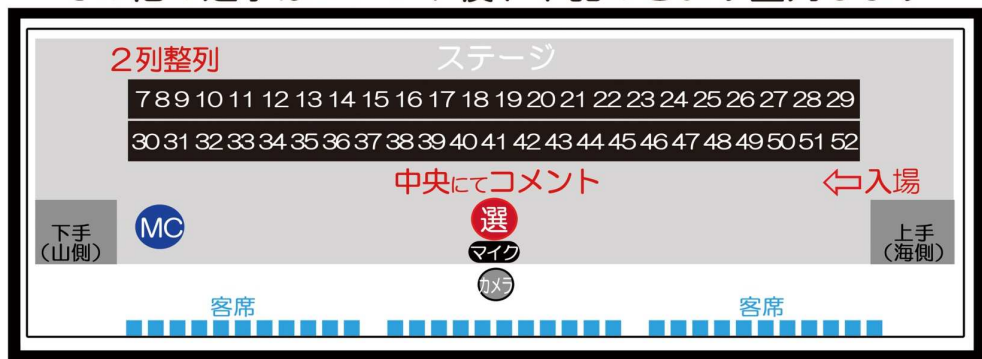 2列整列
ステージ
7 8 9 10 11 12 13 14 15 16 17 18 19 20 21 22 23 24 25 26 27 28 29
30 31 32 33 34 35 36 37 38 39 40 41 42 43 44 45 46 47 48 49 50 51 52
中央にてコメント
⇦入場
下手
(山側)
MC
選
マイク
カメラ
上手
(海側)
客席
客席